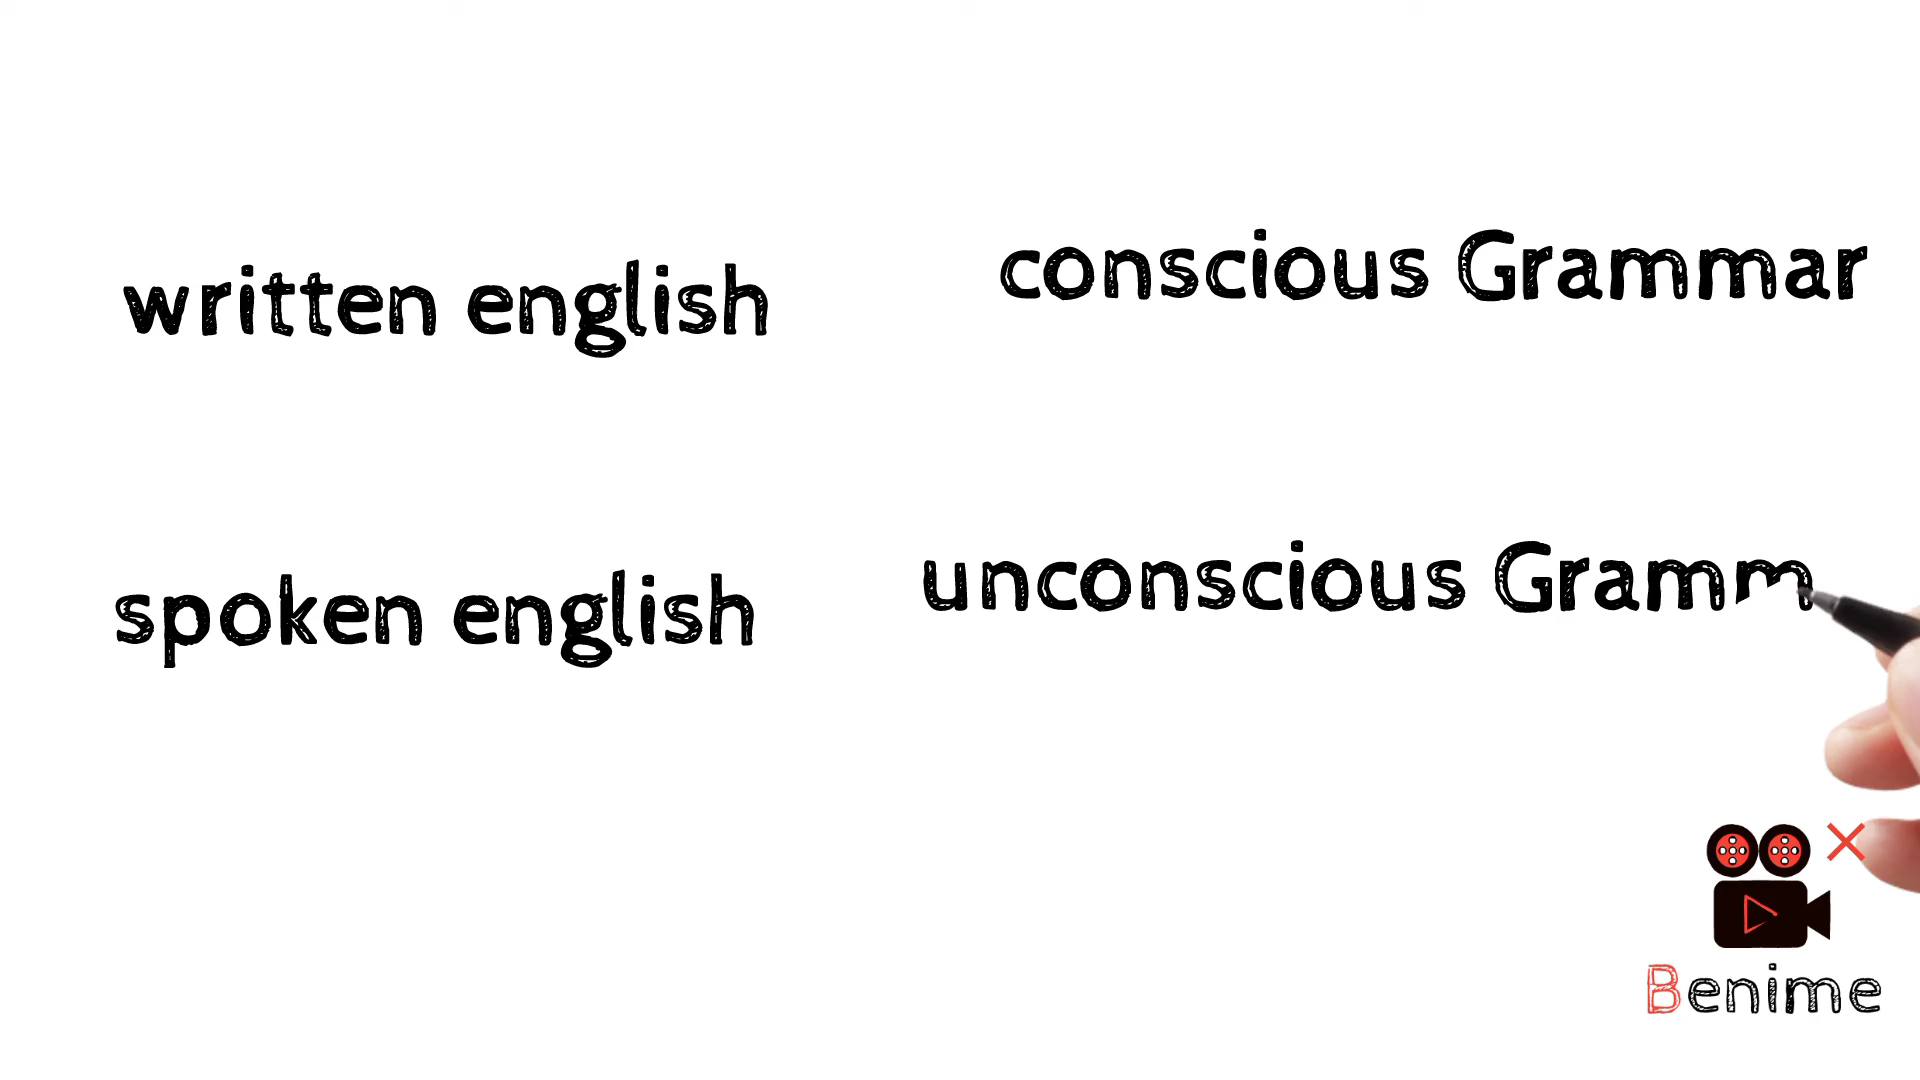 written english
conscious Grammar
spoken english
unconscious Gramm
Benime